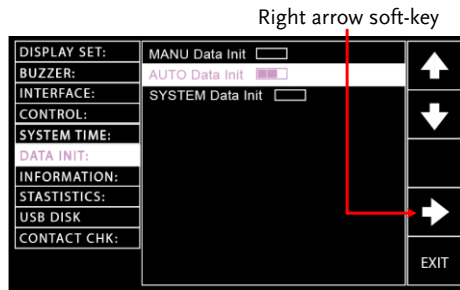 Right arrow soft-key
DISPLAY SET:
BUZZER:
INTERFACE:
CONTROL:
SYSTEM TIME:
DATA INIT:
INFORMATION:
STASTISTICS:
USB DISK
CONTACT CHK:
MANU Data Init
AUTO Data Init
SYSTEM Data Init
EXIT